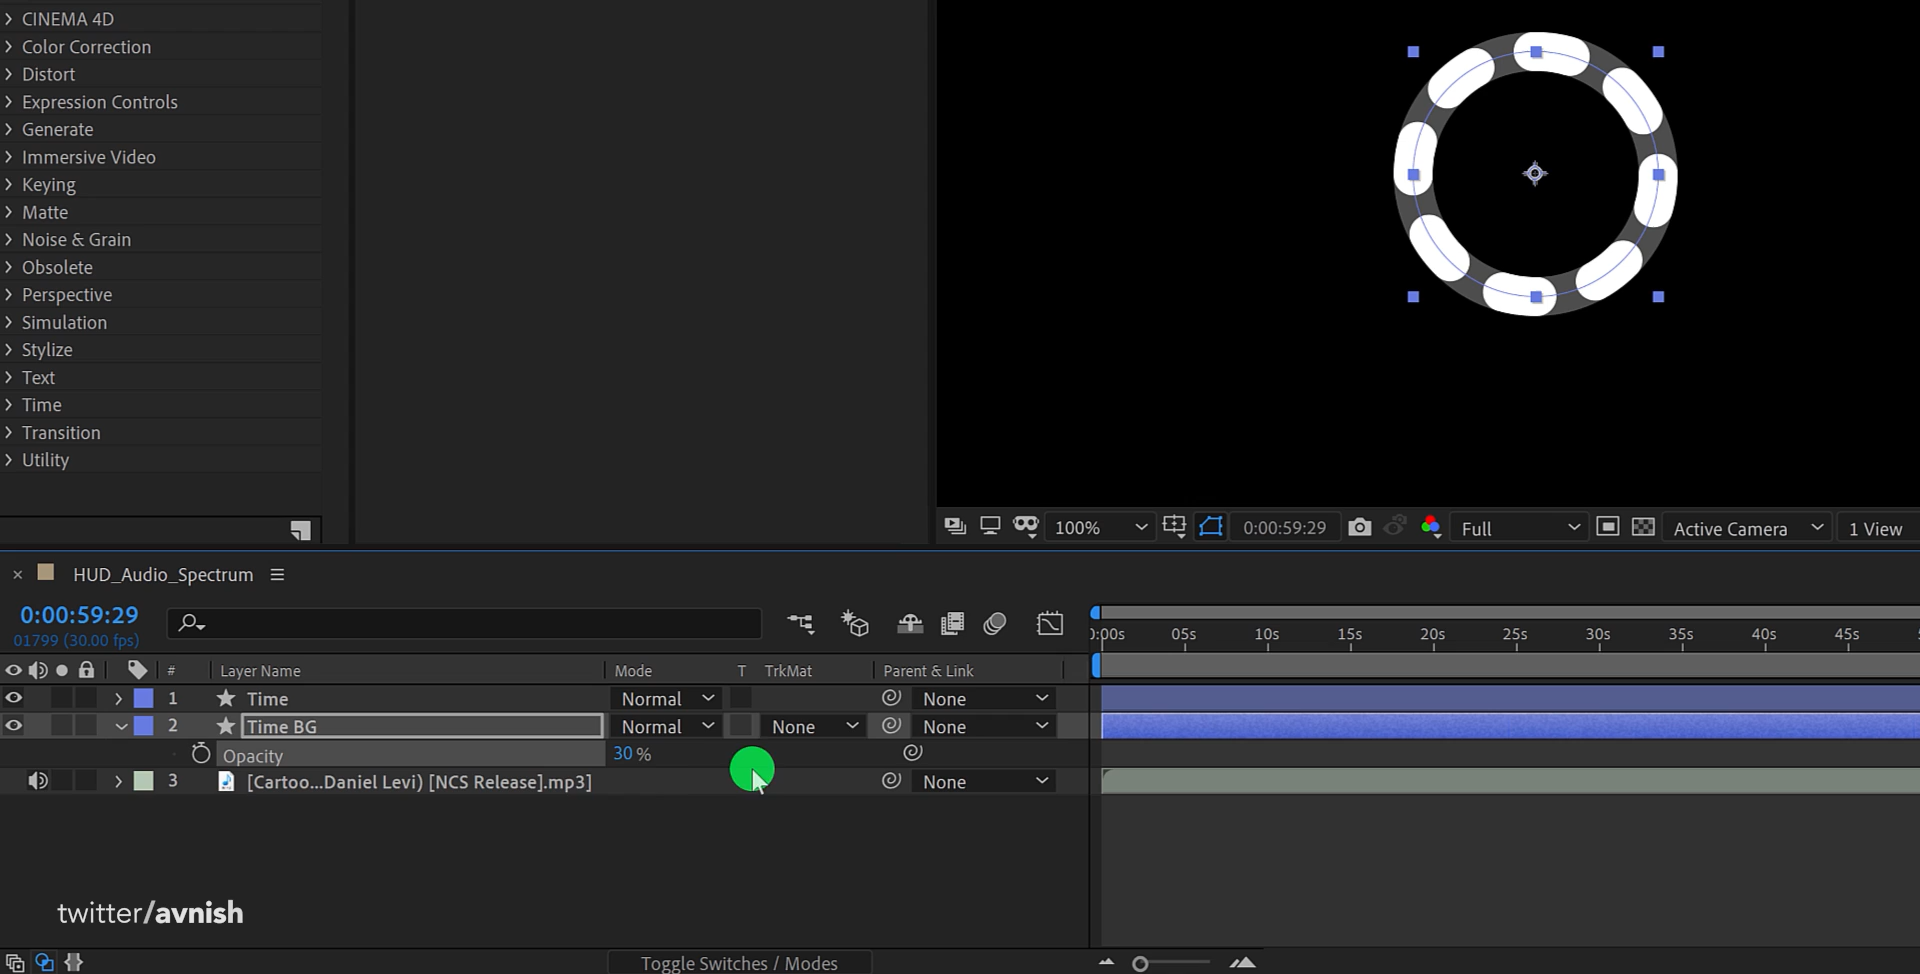 CINEMA 4D
Color Correction
Distort
Expression Controls
Generate
Immersive Video
Keying
Matte
Noise & Grain
Obsolete
Perspective
Simulation
Stylize
Text
Time
Transition
Utility
100%
0:00:59:29
Full
Active Camera
1 View
HUD_Audio_Spectrum
0:00:59:29
01799 (30.00 fps)
0:00s 05s 10s 15s 20s 25s 30s 35s 40s 45s
# Layer Name Mode T TrkMat Parent & Link
1 Time Normal None
2 Time BG Normal None None
Opacity 30 %
3 [Cartoo...Daniel Levi) [NCS Release].mp3] None
twitter/avnish
Toggle Switches / Modes